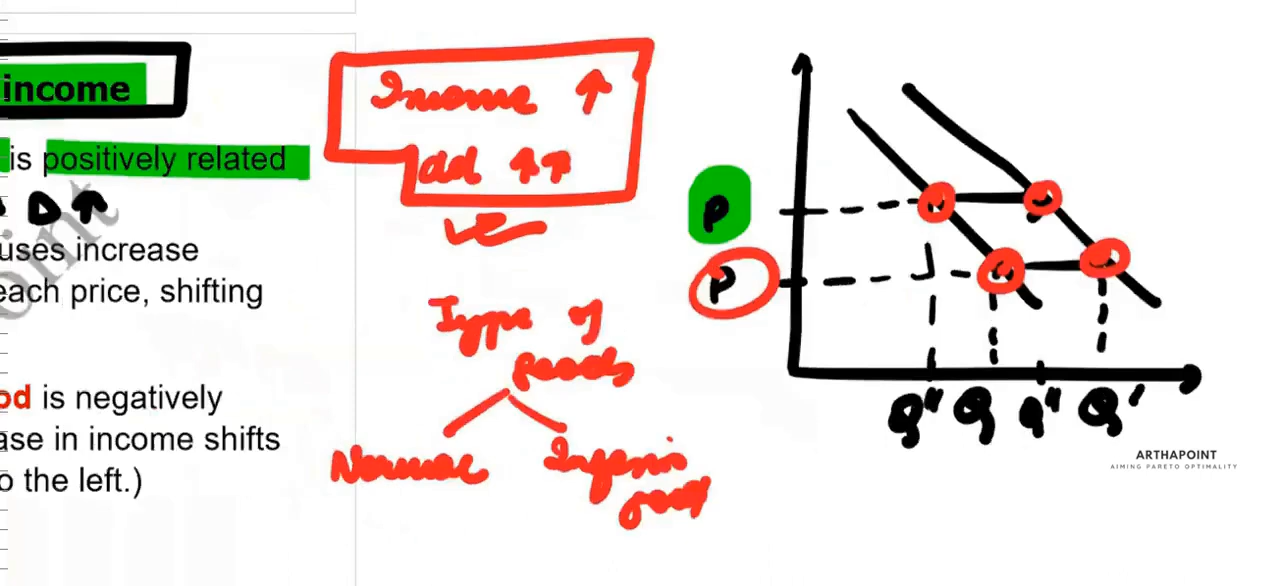 income
is positively related
D ↑
uses increase
each price, shifting
od is negatively
ase in income shifts
o the left.)
oint
Income ↑
dd ↑↑
Type of
goods
Normal
Inferior
good
P
P
Q" Q Q" Q'
ARTHAPOINT
AIMING PARETO OPTIMALITY